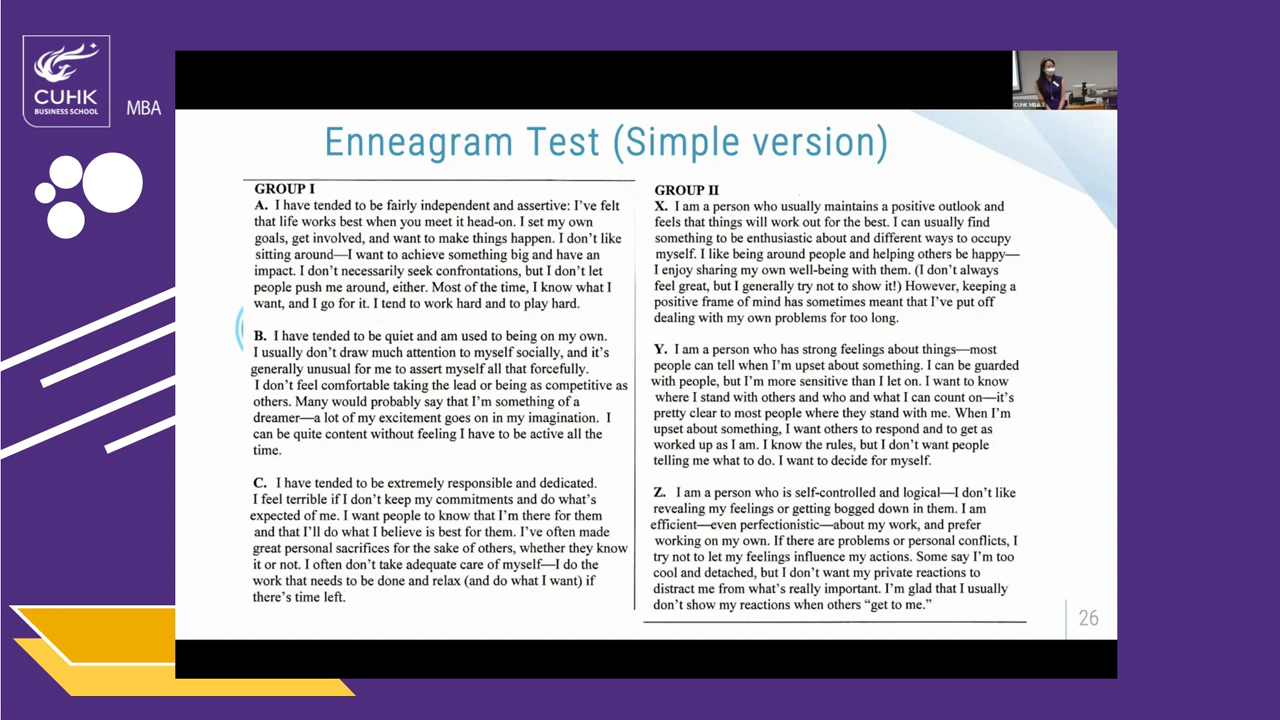 CUHK
BUSINESS SCHOOL
MBA
CUHK MBA 1
Enneagram Test (Simple version)
GROUP I
A. I have tended to be fairly independent and assertive: I've felt
that life works best when you meet it head-on. I set my own
goals, get involved, and want to make things happen. I don't like
sitting around—I want to achieve something big and have an
impact. I don't necessarily seek confrontations, but I don't let
people push me around, either. Most of the time, I know what I
want, and I go for it. I tend to work hard and to play hard.
B. I have tended to be quiet and am used to being on my own.
I usually don't draw much attention to myself socially, and it's
generally unusual for me to assert myself all that forcefully.
I don't feel comfortable taking the lead or being as competitive as
others. Many would probably say that I'm something of a
dreamer—a lot of my excitement goes on in my imagination. I
can be quite content without feeling I have to be active all the
time.
C. I have tended to be extremely responsible and dedicated.
I feel terrible if I don't keep my commitments and do what's
expected of me. I want people to know that I'm there for them
and that I'll do what I believe is best for them. I've often made
great personal sacrifices for the sake of others, whether they know
it or not. I often don't take adequate care of myself—I do the
work that needs to be done and relax (and do what I want) if
there's time left.
GROUP II
X. I am a person who usually maintains a positive outlook and
feels that things will work out for the best. I can usually find
something to be enthusiastic about and different ways to occupy
myself. I like being around people and helping others be happy—
I enjoy sharing my own well-being with them. (I don't always
feel great, but I generally try not to show it!) However, keeping a
positive frame of mind has sometimes meant that I've put off
dealing with my own problems for too long.
Y. I am a person who has strong feelings about things—most
people can tell when I'm upset about something. I can be guarded
with people, but I'm more sensitive than I let on. I want to know
where I stand with others and who and what I can count on—it's
pretty clear to most people where they stand with me. When I'm
upset about something, I want others to respond and to get as
worked up as I am. I know the rules, but I don't want people
telling me what to do. I want to decide for myself.
Z. I am a person who is self-controlled and logical—I don't like
revealing my feelings or getting bogged down in them. I am
efficient—even perfectionistic—about my work, and prefer
working on my own. If there are problems or personal conflicts, I
try not to let my feelings influence my actions. Some say I'm too
cool and detached, but I don't want my private reactions to
distract me from what's really important. I'm glad that I usually
don't show my reactions when others “get to me.”
26